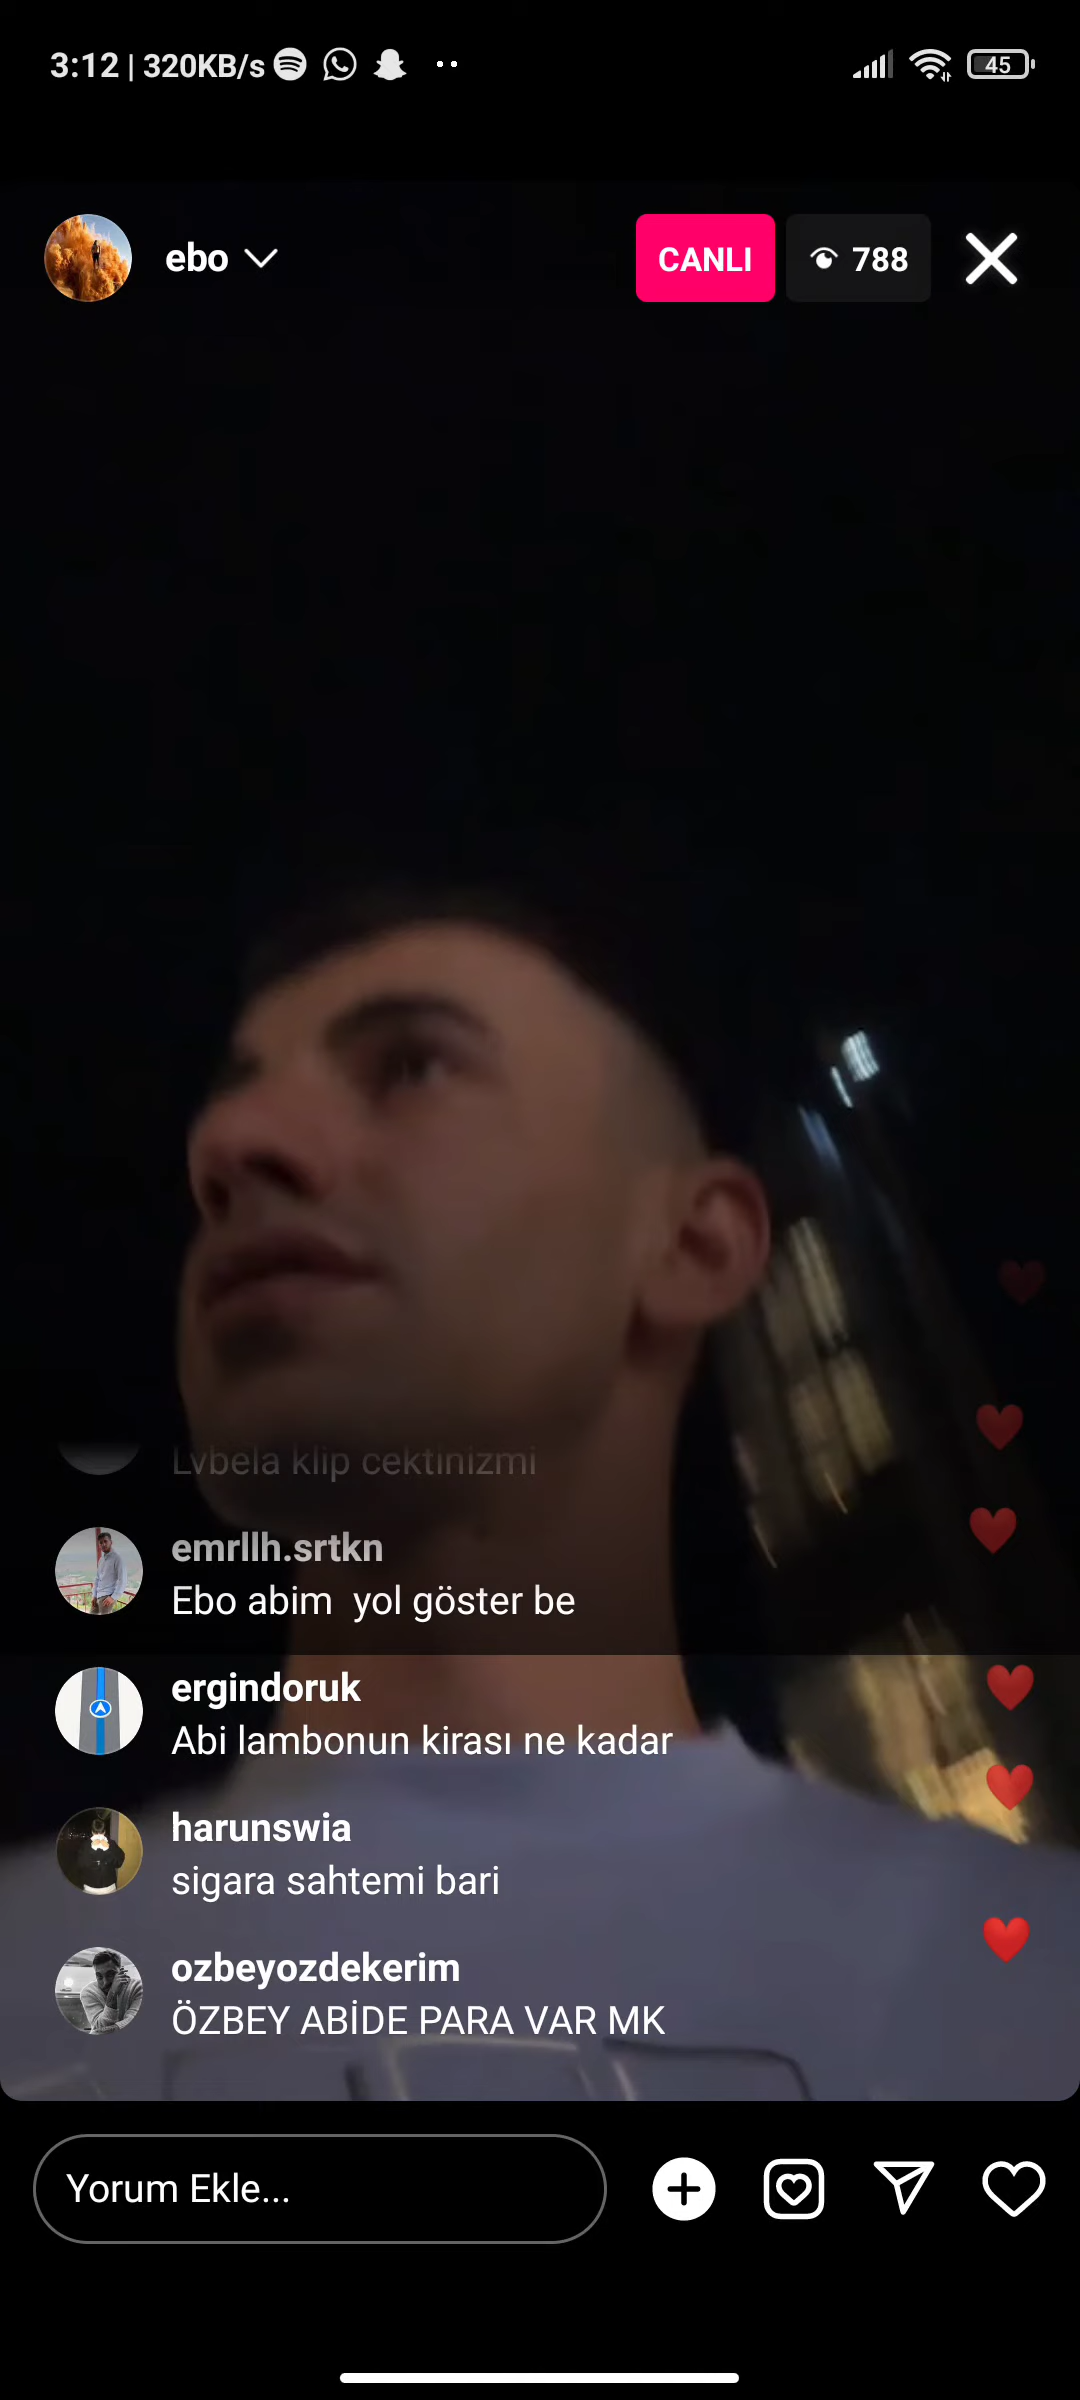 3:12 | 320KB/s
45
ebo
CANLI
788
Lvbela klip cektinizmi
emrllh.srtkn
Ebo abim yol göster be
ergindoruk
Abi lambonun kirası ne kadar
harunswia
sigara sahtemi bari
ozbeyozdekerim
ÖZBEY ABİDE PARA VAR MK
Yorum Ekle...